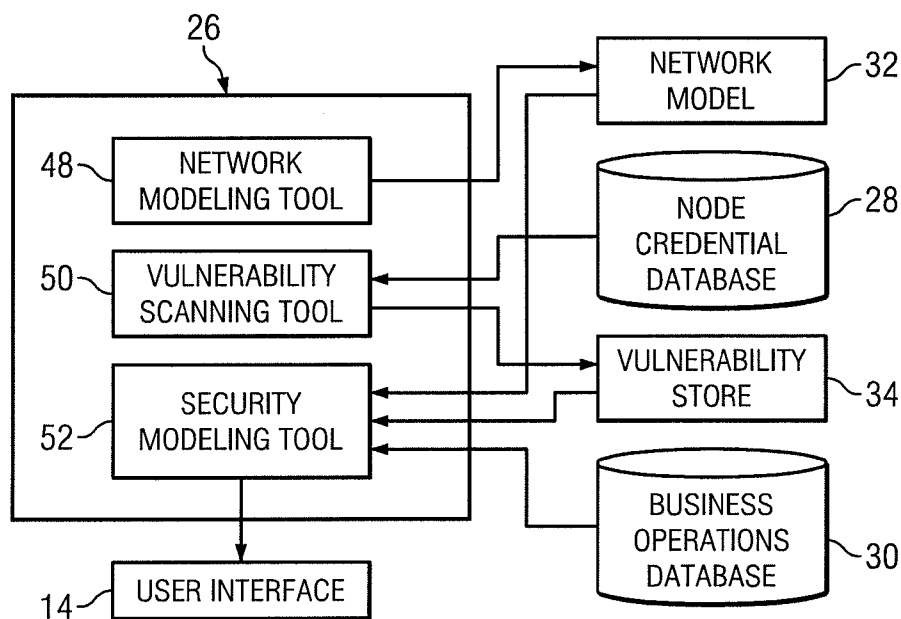 26
48
NETWORK
MODELING TOOL
50
VULNERABILITY
SCANNING TOOL
52
SECURITY
MODELING TOOL
14
USER INTERFACE
NETWORK
MODEL
32
NODE
CREDENTIAL
DATABASE
28
VULNERABILITY
STORE
34
BUSINESS
OPERATIONS
DATABASE
30